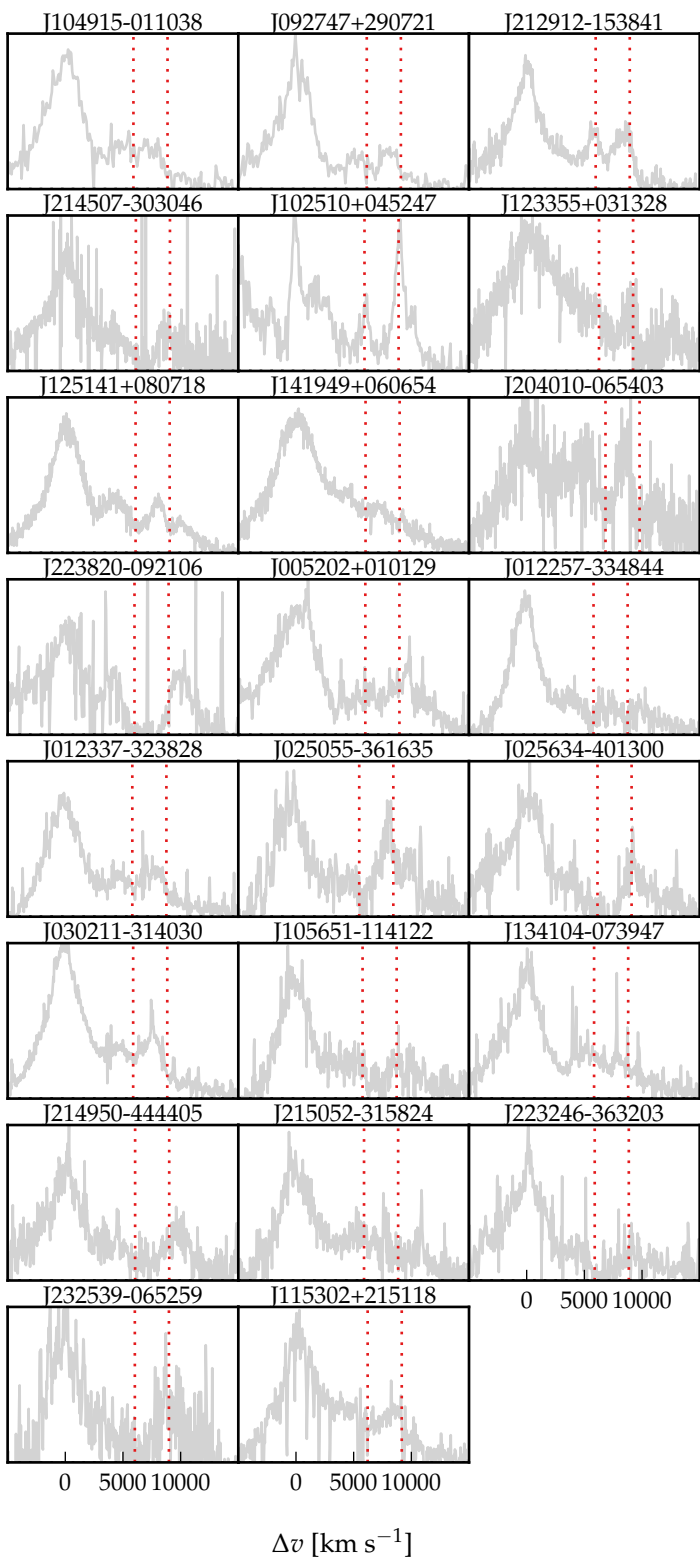 J104915-011038 J092747+290721 J212912-153841
J214507-303046 J102510+045247 J123355+031328
J125141+080718 J141949+060654 J204010-065403
J223820-092106 J005202+010129 J012257-334844
J012337-323828 J025055-361635 J025634-401300
J030211-314030 J105651-114122 J134104-073947
J214950-444405 J215052-315824 J223246-363203
0 5000 10000
J232539-065259 J115302+215118
0 5000 10000 0 5000 10000
Δv [km s⁻¹]